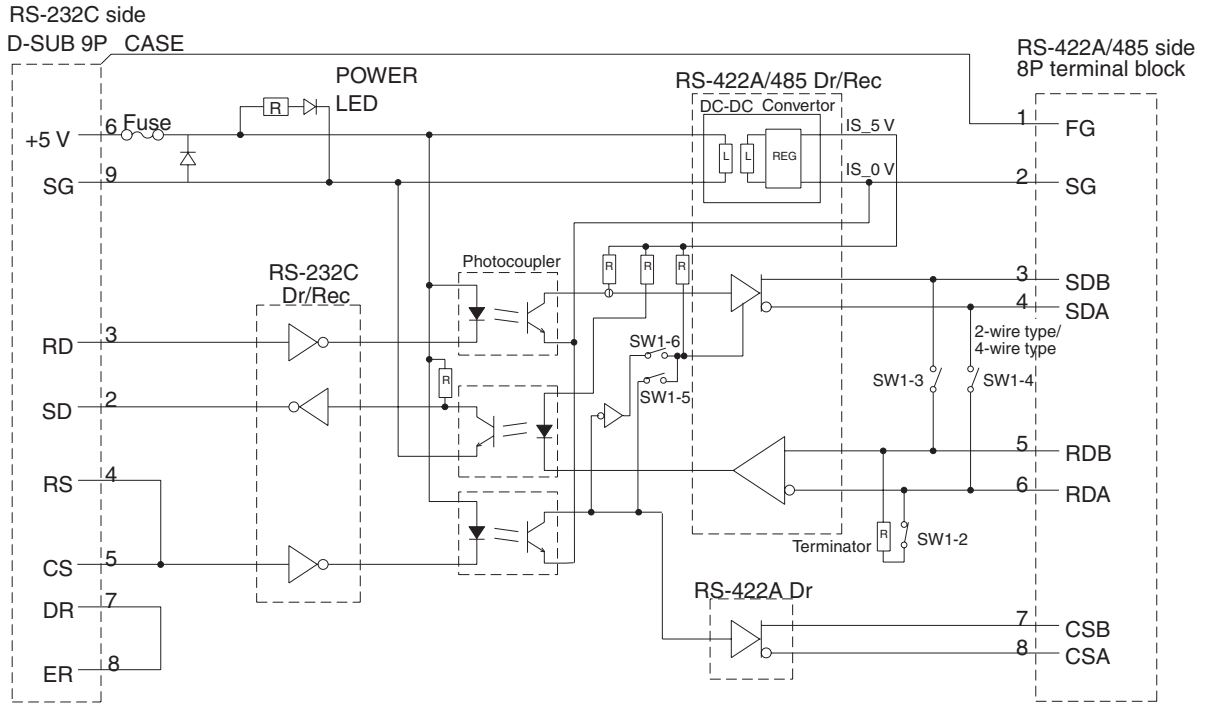 RS-232C side
D-SUB 9P CASE
RS-422A/485 side
8P terminal block
POWER
LED
RS-422A/485 Dr/Rec
DC-DC Convertor
R
6 Fuse
+5 V
IS_5 V
1
FG
L
L
REG
SG
9
IS_0 V
2
SG
Photocoupler
R
R
R
RS-232C
Dr/Rec
3
SDB
4
SDA
2-wire type/
4-wire type
RD
3
SW1-6
SW1-3
SW1-4
R
SW1-5
SD
2
5
RDB
RS
4
6
RDA
Terminator
R
SW1-2
CS
5
RS-422A Dr
DR
7
7
CSB
8
CSA
ER
8